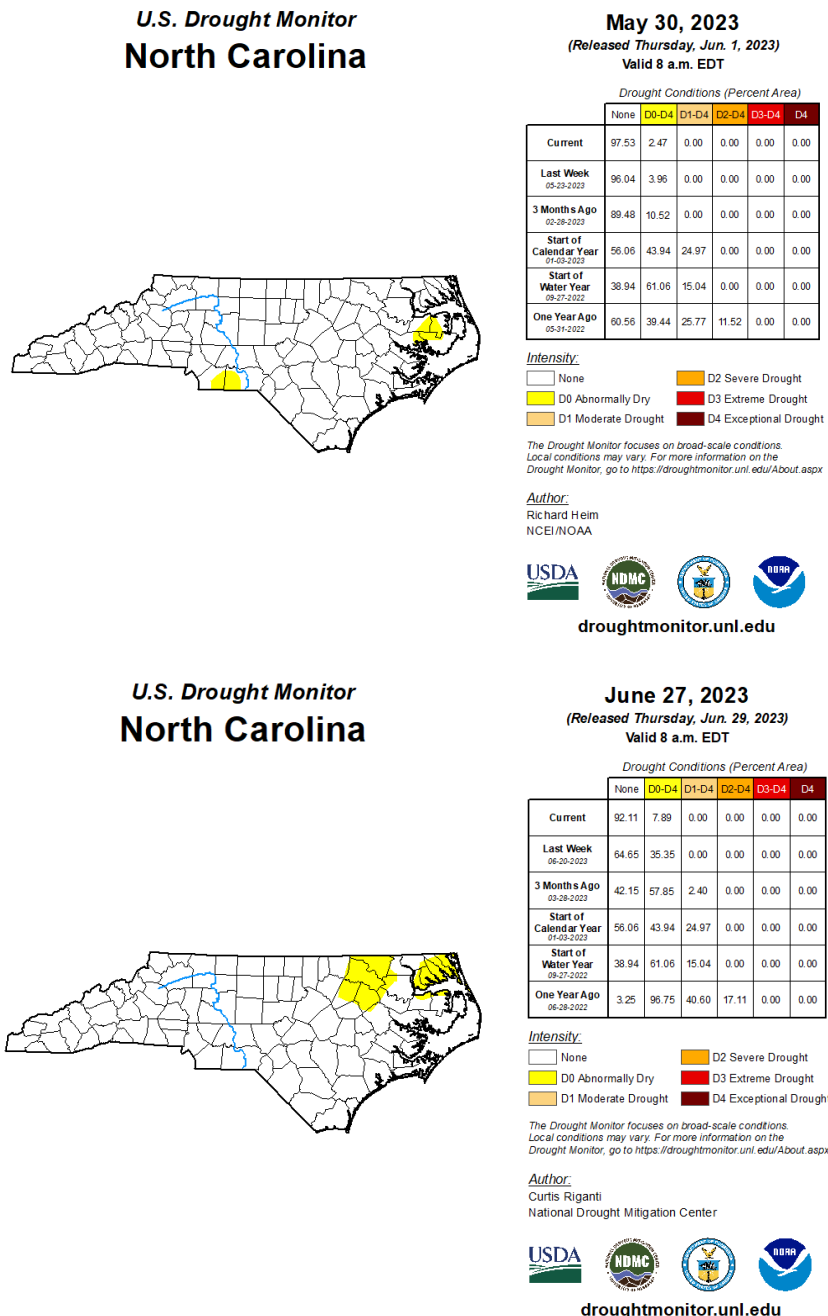 U.S. Drought Monitor
North Carolina
May 30, 2023
(Released Thursday, Jun. 1, 2023)
Valid 8 a.m. EDT
Drought Conditions (Percent Area)
None D0-D4 D1-D4 D2-D4 D3-D4 D4
Current 97.53 2.47 0.00 0.00 0.00 0.00
Last Week
05-23-2023 96.04 3.96 0.00 0.00 0.00 0.00
3 Months Ago
02-28-2023 89.48 10.52 0.00 0.00 0.00 0.00
Start of
Calendar Year
01-03-2023 56.06 43.94 24.97 0.00 0.00 0.00
Start of
Water Year
09-27-2022 38.94 61.06 15.04 0.00 0.00 0.00
One Year Ago
05-31-2022 60.56 39.44 25.77 11.52 0.00 0.00
Intensity:
None
D0 Abnormally Dry
D1 Moderate Drought
D2 Severe Drought
D3 Extreme Drought
D4 Exceptional Drought
The Drought Monitor focuses on broad-scale conditions.
Local conditions may vary. For more information on the
Drought Monitor, go to https://droughtmonitor.unl.edu/About.aspx
Author:
Richard Heim
NCEI/NOAA
USDA
NDMC
NOAA
droughtmonitor.unl.edu
U.S. Drought Monitor
North Carolina
June 27, 2023
(Released Thursday, Jun. 29, 2023)
Valid 8 a.m. EDT
Drought Conditions (Percent Area)
None D0-D4 D1-D4 D2-D4 D3-D4 D4
Current 92.11 7.89 0.00 0.00 0.00 0.00
Last Week
06-20-2023 64.65 35.35 0.00 0.00 0.00 0.00
3 Months Ago
03-28-2023 42.15 57.85 2.40 0.00 0.00 0.00
Start of
Calendar Year
01-03-2023 56.06 43.94 24.97 0.00 0.00 0.00
Start of
Water Year
09-27-2022 38.94 61.06 15.04 0.00 0.00 0.00
One Year Ago
06-28-2022 3.25 96.75 40.60 17.11 0.00 0.00
Intensity:
None
D0 Abnormally Dry
D1 Moderate Drought
D2 Severe Drought
D3 Extreme Drought
D4 Exceptional Drought
The Drought Monitor focuses on broad-scale conditions.
Local conditions may vary. For more information on the
Drought Monitor, go to https://droughtmonitor.unl.edu/About.aspx
Author:
Curtis Riganti
National Drought Mitigation Center
USDA
NDMC
NOAA
droughtmonitor.unl.edu